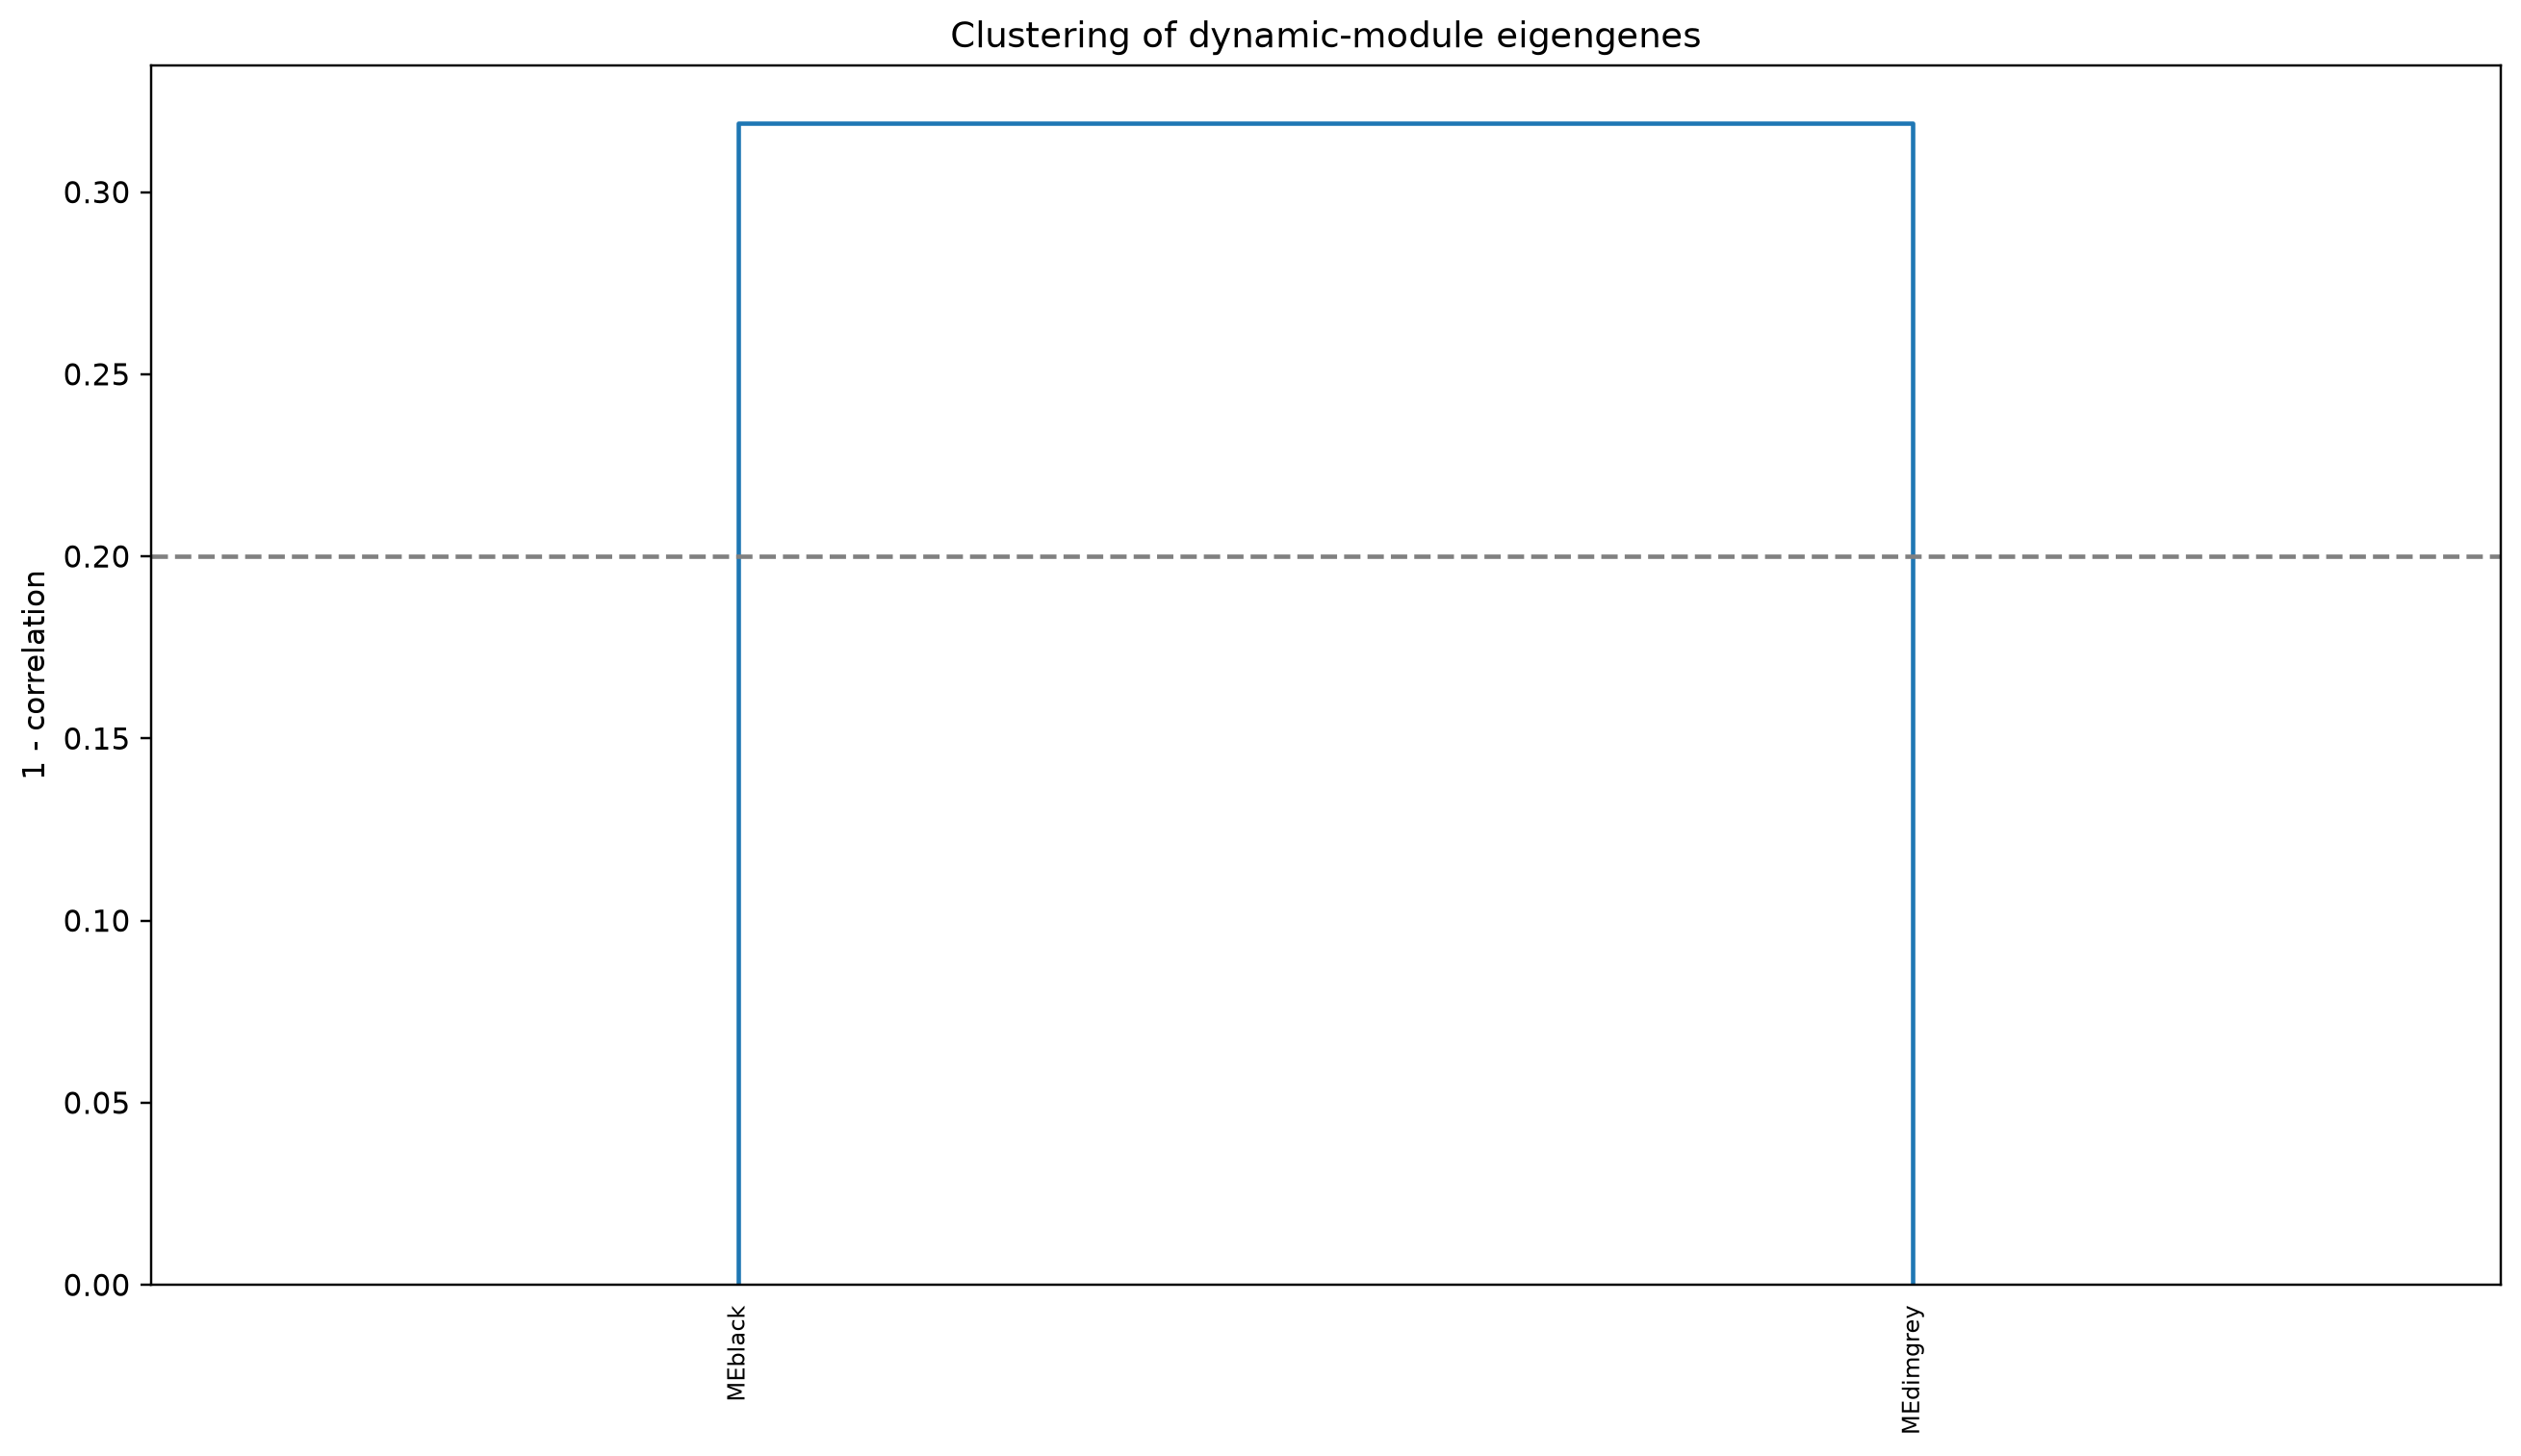 Clustering of dynamic-module eigengenes
1 - correlation
0.30
0.25
0.20
0.15
0.10
0.05
0.00
MEblack
MEdimgrey